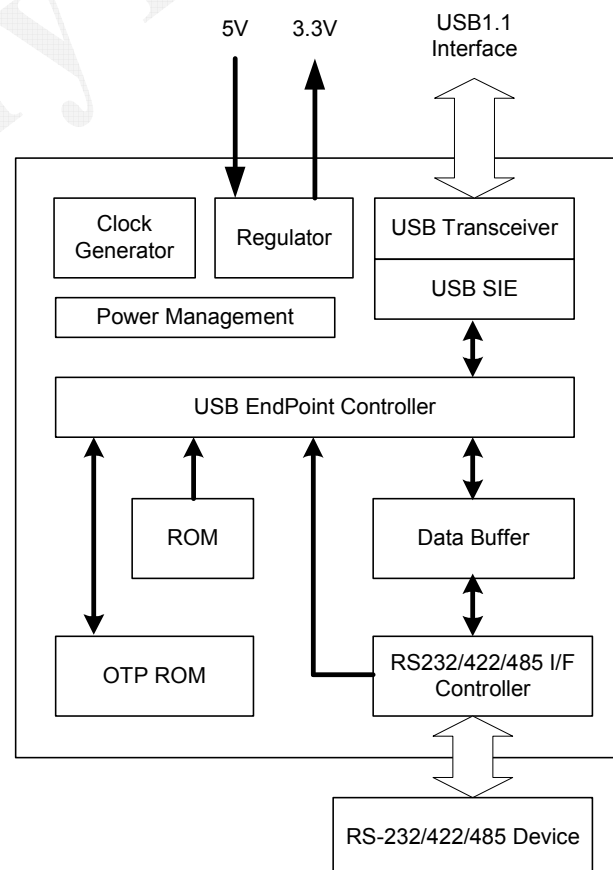 5V
3.3V
USB1.1
Interface
Clock
Generator
Regulator
USB Transceiver
USB SIE
Power Management
USB EndPoint Controller
ROM
Data Buffer
OTP ROM
RS232/422/485 I/F
Controller
RS-232/422/485 Device